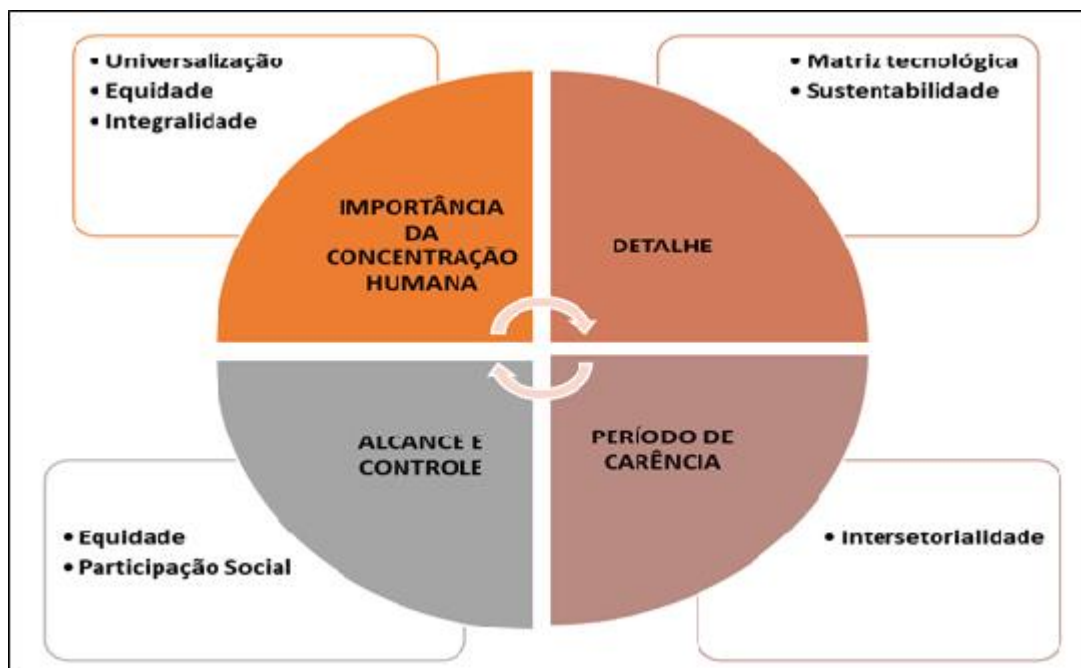 • Universalização
• Equidade
• Integralidade
• Matriz tecnológica
• Sustentabilidade
IMPORTÂNCIA
DA
CONCENTRAÇÃO
HUMANA
DETALHE
ALCANCE E
CONTROLE
PERÍODO DE
CARÊNCIA
• Equidade
• Participação Social
• Intersetorialidade